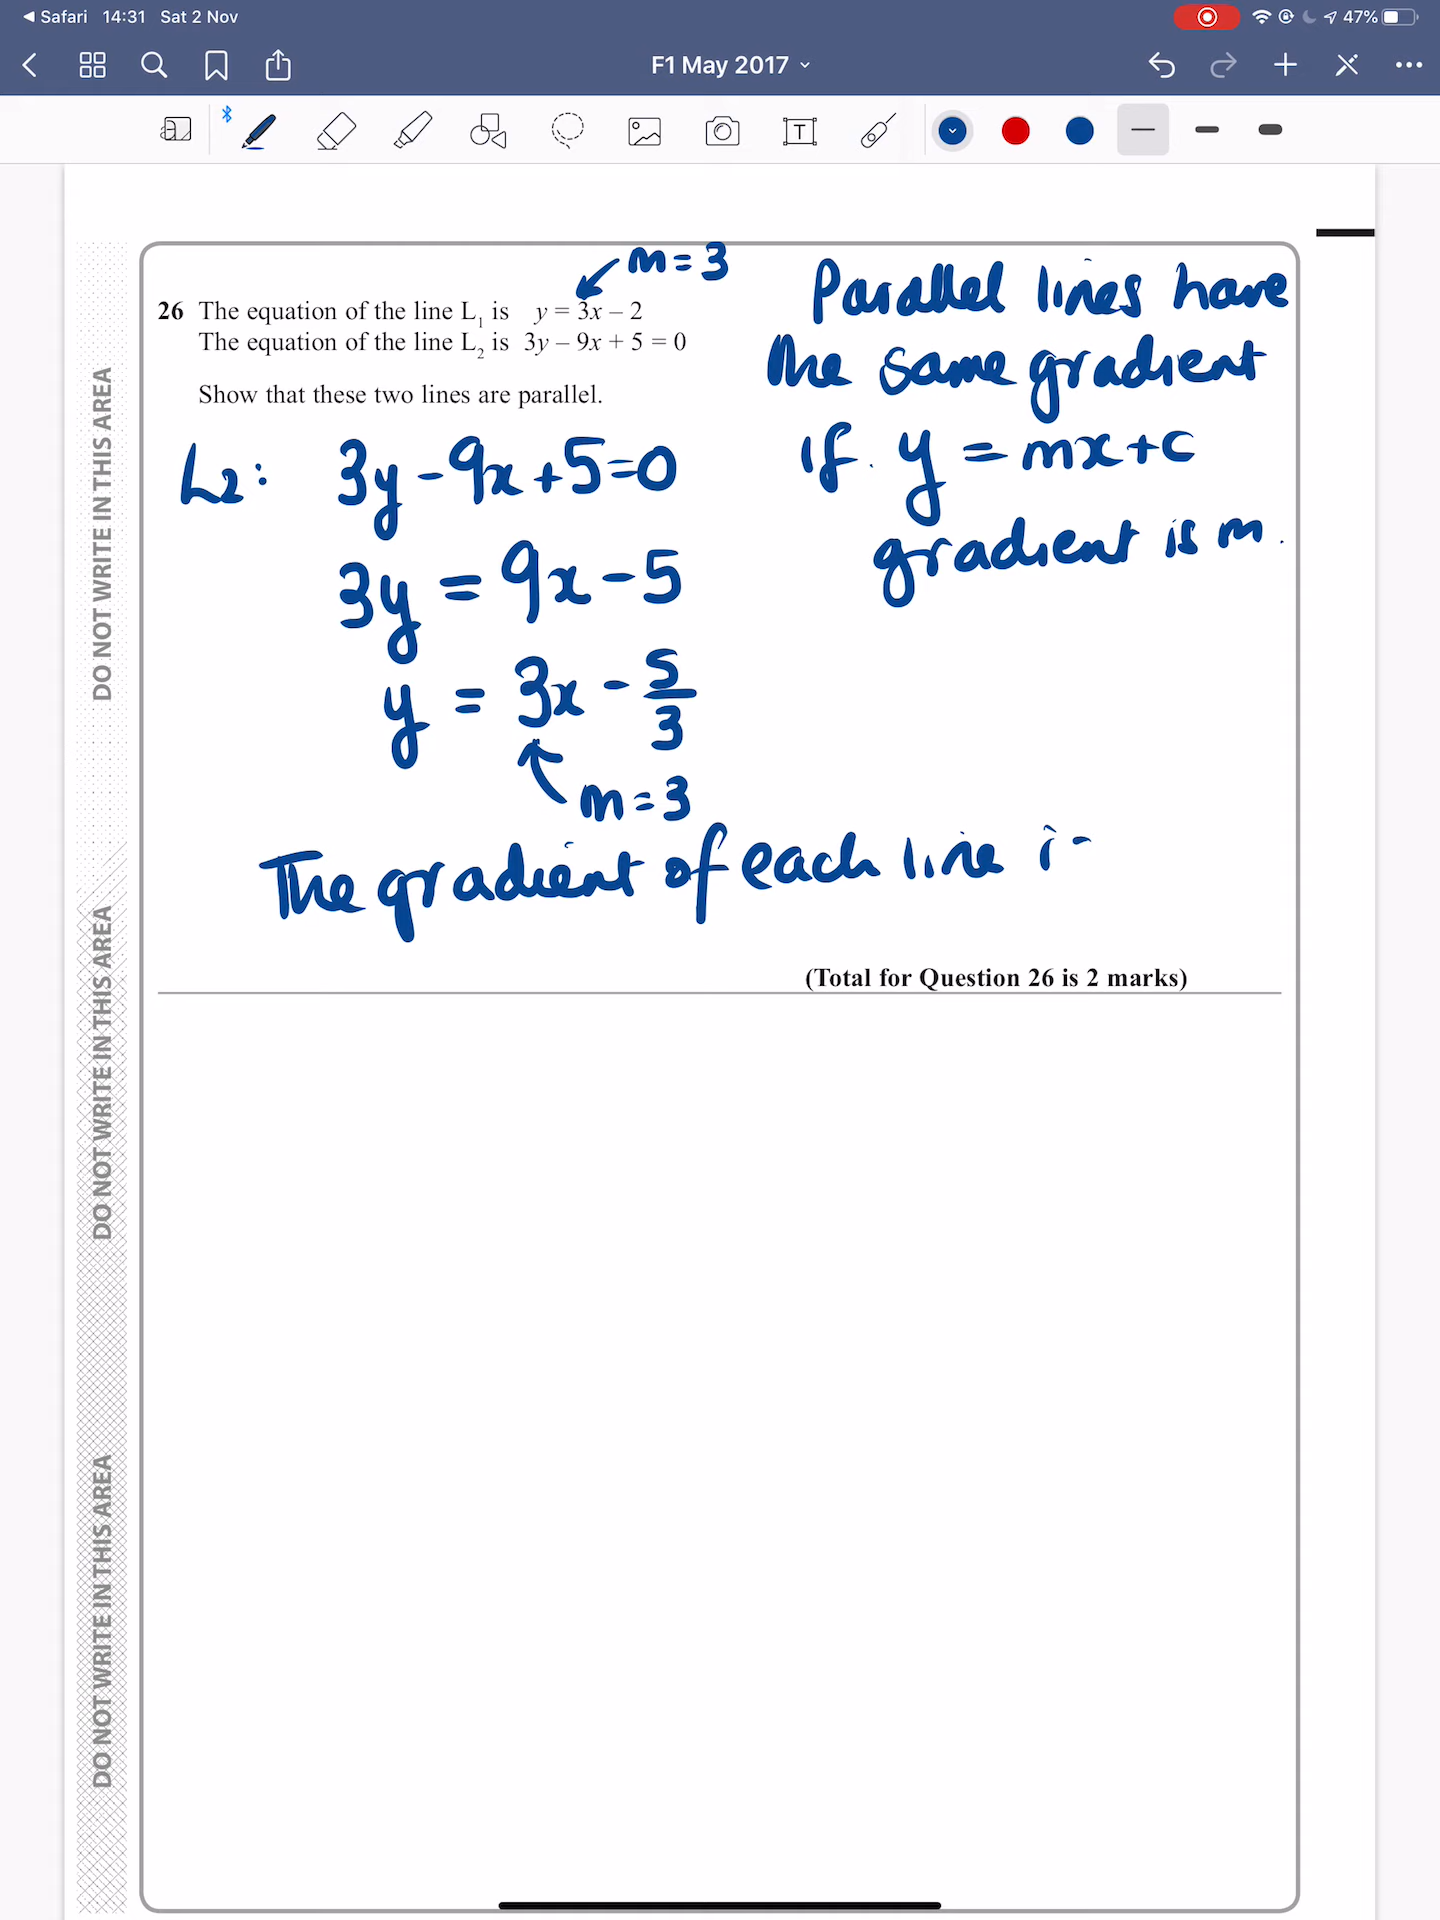 Safari 14:31 Sat 2 Nov 47%
F1 May 2017
DO NOT WRITE IN THIS AREA
DO NOT WRITE IN THIS AREA
DO NOT WRITE IN THIS AREA
m=3
26 The equation of the line L₁ is y = 3x – 2
The equation of the line L₂ is 3y – 9x + 5 = 0
Show that these two lines are parallel.
Parallel lines have
the same gradient
if y = mx+c
gradient is m.
L2: 3y-9x+5=0
3y = 9x-5
y = 3x - 5/3
m=3
The gradient of each line i
(Total for Question 26 is 2 marks)